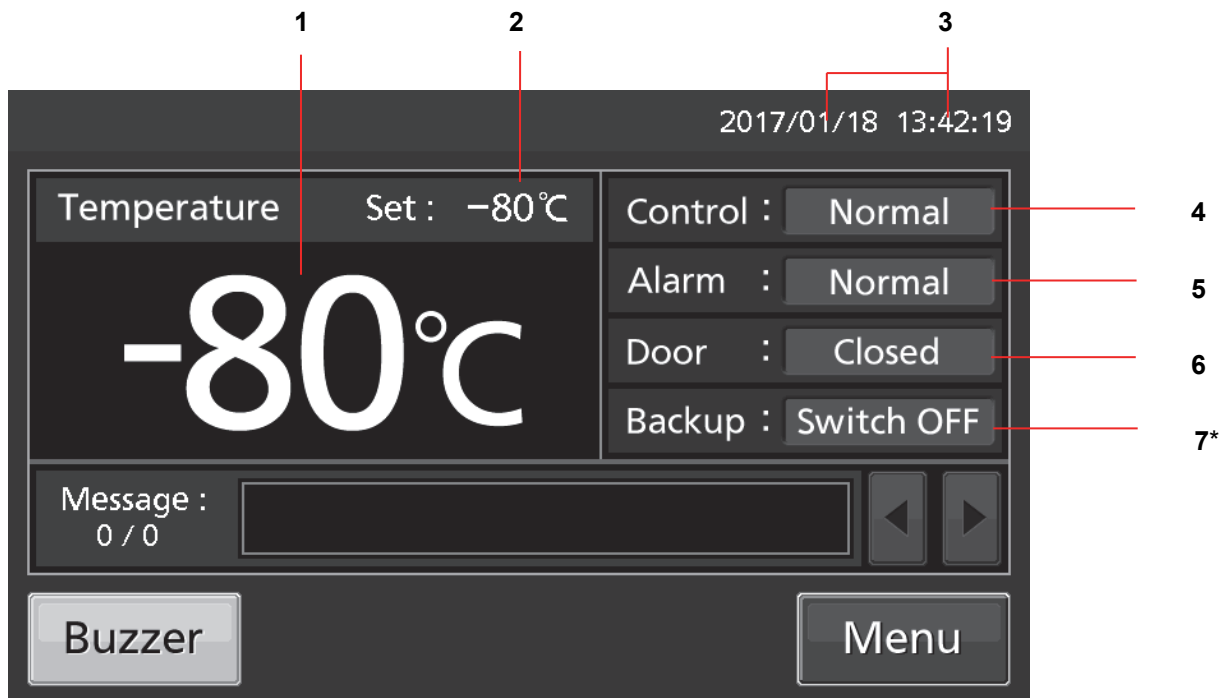 1 2 3
2017/01/18 13:42:19
Temperature Set : -80℃
-80℃
Control : Normal 4
Alarm : Normal 5
Door : Closed 6
Backup : Switch OFF 7*
Message :
0 / 0
Buzzer Menu